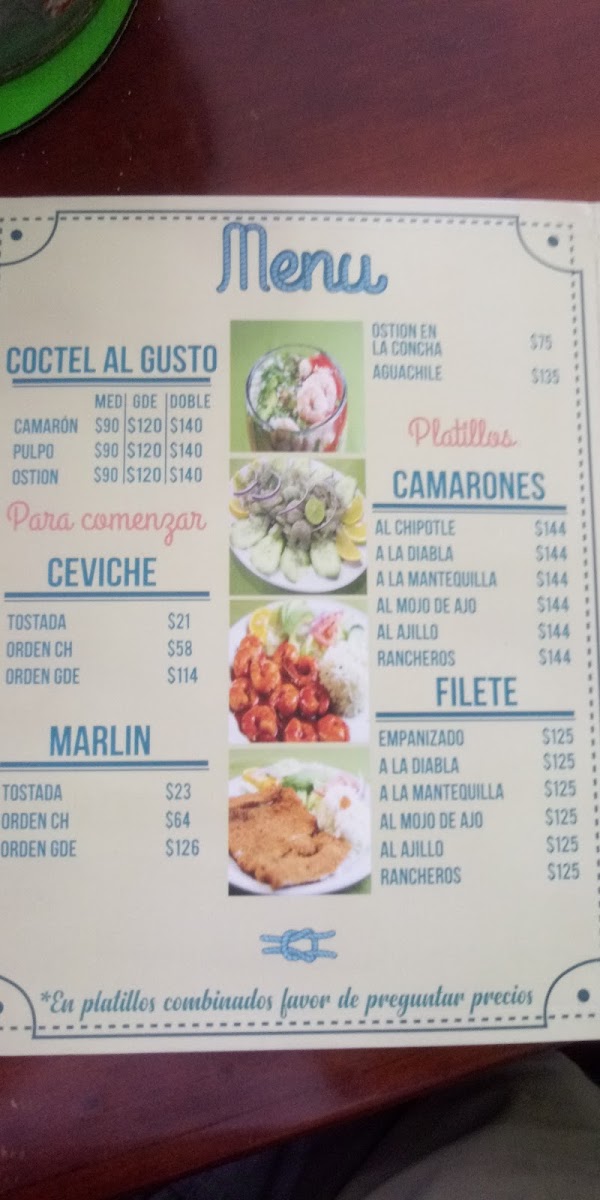 Menu
COCTEL AL GUSTO
MED GDE DOBLE
CAMARÓN $90 $120 $140
PULPO $90 $120 $140
OSTION $90 $120 $140
Para comenzar
CEVICHE
TOSTADA $21
ORDEN CH $58
ORDEN GDE $114
MARLIN
TOSTADA $23
ORDEN CH $64
ORDEN GDE $126
OSTION EN
LA CONCHA $75
AGUACHILE $135
Platillos
CAMARONES
AL CHIPOTLE $144
A LA DIABLA $144
A LA MANTEQUILLA $144
AL MOJO DE AJO $144
AL AJILLO $144
RANCHEROS $144
FILETE
EMPANIZADO $125
A LA DIABLA $125
A LA MANTEQUILLA $125
AL MOJO DE AJO $125
AL AJILLO $125
RANCHEROS $125
*En platillos combinados favor de preguntar precios